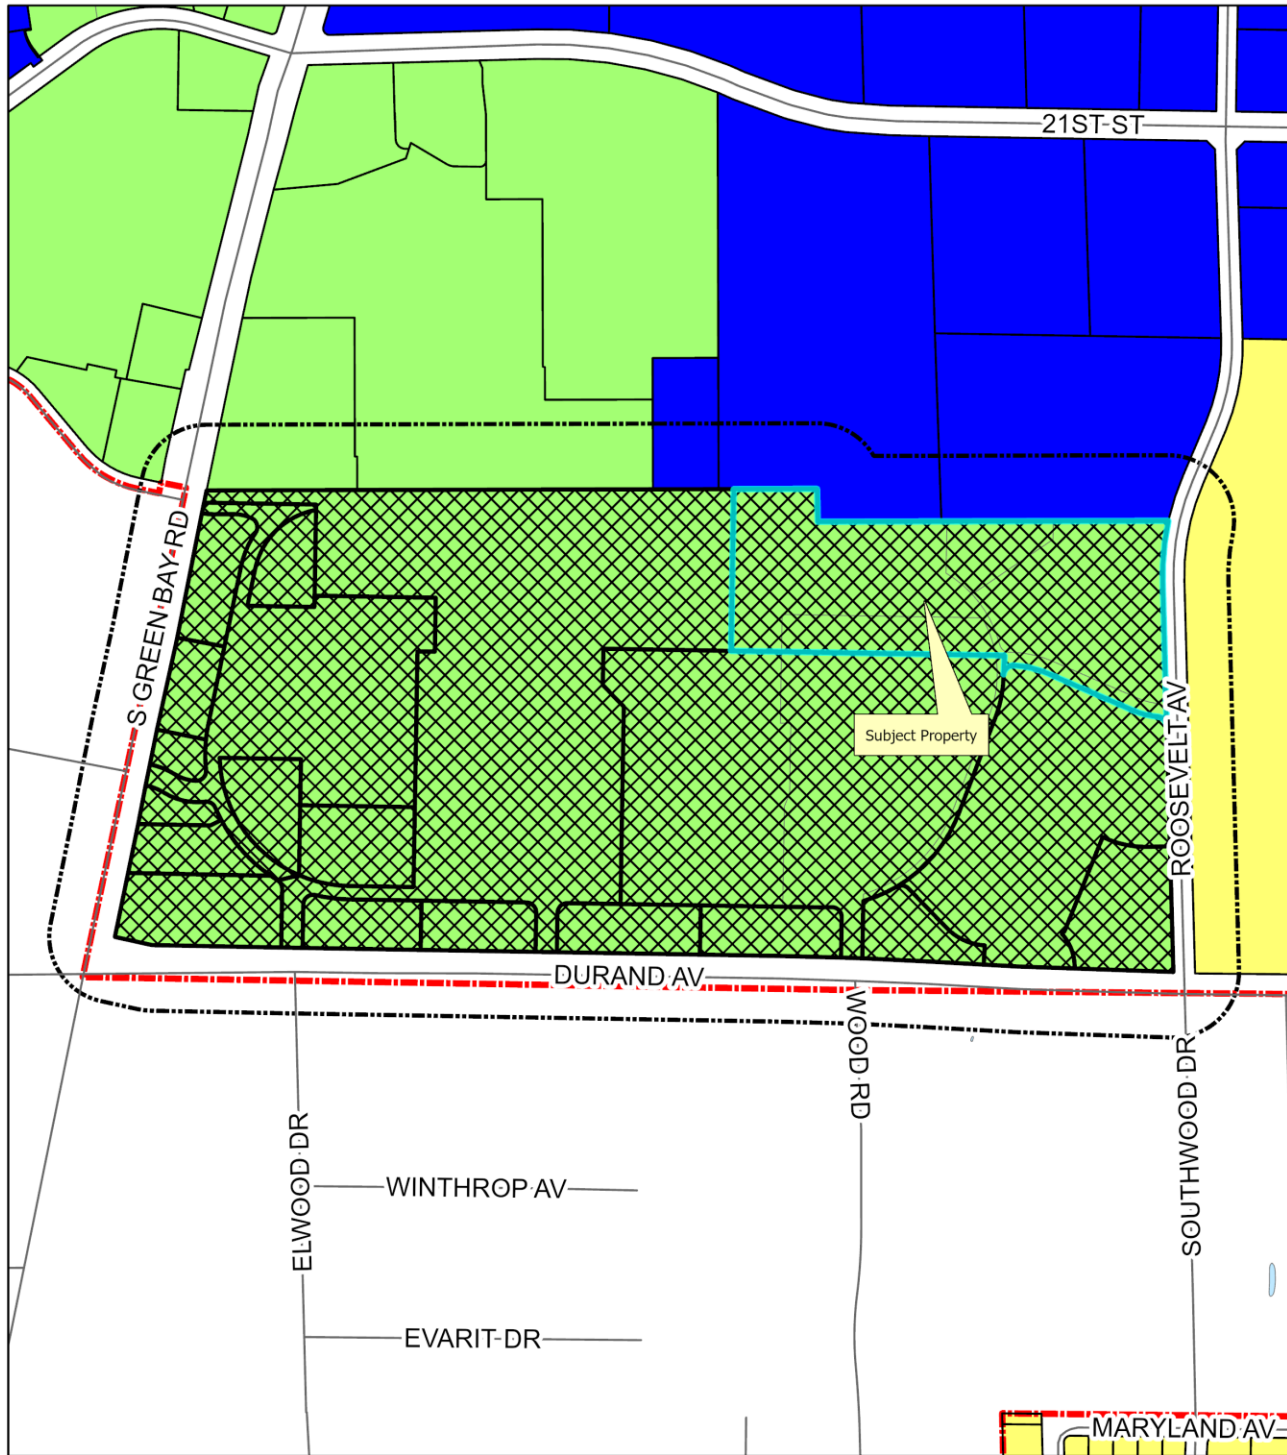 21ST ST
S GREEN BAY RD
Subject Property
ROOSEVELT AV
DURAND AV
WOOD RD
SOUTHWOOD DR
ELWOOD DR
WINTHROP AV
EVARIT DR
MARYLAND AV